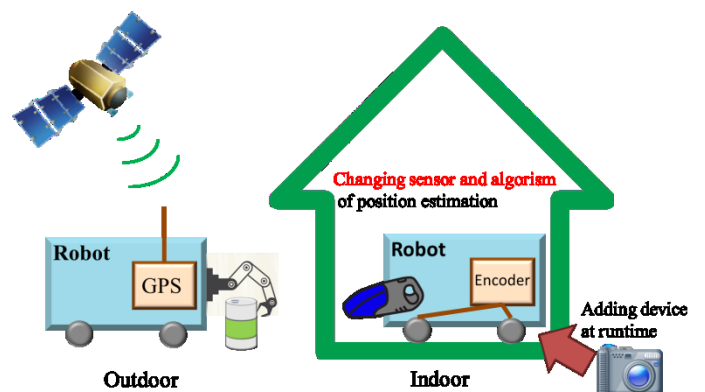 Changing sensor and algorism
of position estimation
Robot
GPS
Robot
Encoder
Adding device
at runtime
Outdoor
Indoor